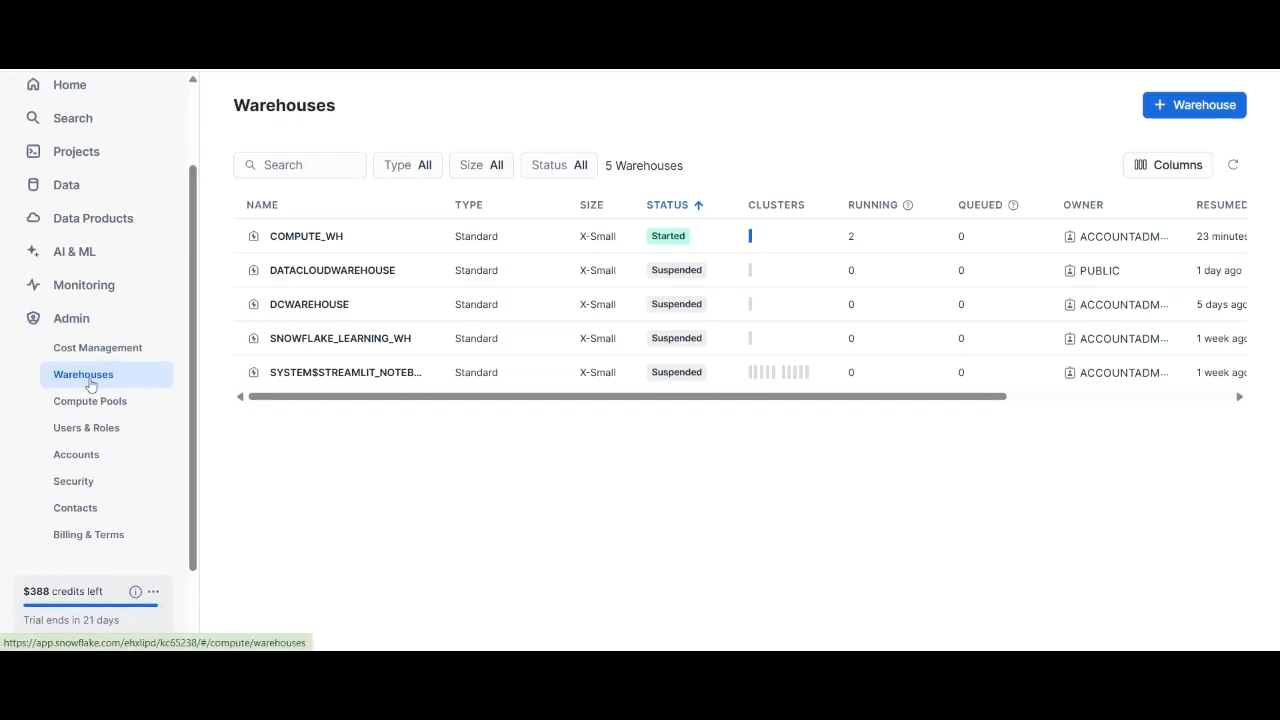 Home
Search
Projects
Data
Data Products
AI & ML
Monitoring
Admin
Cost Management
Warehouses
Compute Pools
Users & Roles
Accounts
Security
Contacts
Billing & Terms
$388 credits left
Trial ends in 21 days
https://app.snowflake.com/ehxlipd/kc65238/#/compute/warehouses
Warehouses
+ Warehouse
Search Type All Size All Status All 5 Warehouses Columns
NAME TYPE SIZE STATUS CLUSTERS RUNNING QUEUED OWNER RESUMED
COMPUTE_WH Standard X-Small Started 2 0 ACCOUNTADM... 23 minutes
DATACLOUDWAREHOUSE Standard X-Small Suspended 0 0 PUBLIC 1 day ago
DCWAREHOUSE Standard X-Small Suspended 0 0 ACCOUNTADM... 5 days ago
SNOWFLAKE_LEARNING_WH Standard X-Small Suspended 0 0 ACCOUNTADM... 1 week ago
SYSTEM$STREAMLIT_NOTEB... Standard X-Small Suspended 0 0 ACCOUNTADM... 1 week ago